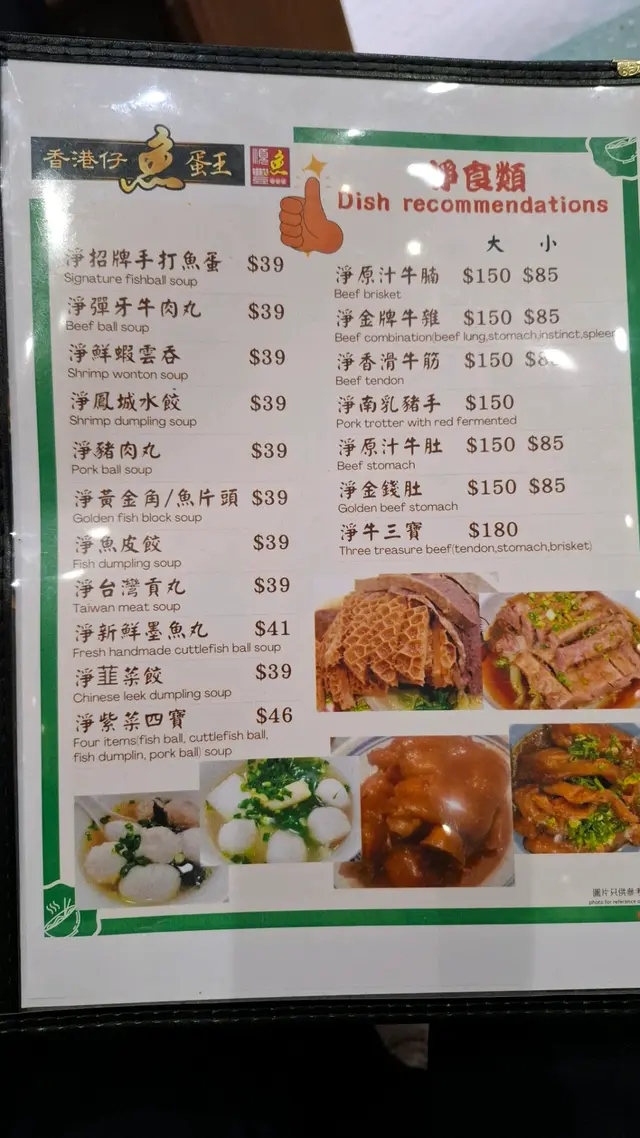 香港仔魚蛋王
淨食類
Dish recommendations
淨招牌手打魚蛋 $39
Signature fishball soup
淨彈牙牛肉丸 $39
Beef ball soup
淨鮮蝦雲吞 $39
Shrimp wonton soup
淨鳳城水餃 $39
Shrimp dumpling soup
淨豬肉丸 $39
Pork ball soup
淨黃金角/魚片頭 $39
Golden fish block soup
淨魚皮餃 $39
Fish dumpling soup
淨台灣貢丸 $39
Taiwan meat soup
淨新鮮墨魚丸 $41
Fresh handmade cuttlefish ball soup
淨韮菜餃 $39
Chinese leek dumpling soup
淨紫菜四寶 $46
Four items(fish ball, cuttlefish ball,
fish dumplin, pork ball) soup
大 小
淨原汁牛腩 $150 $85
Beef brisket
淨金牌牛雜 $150 $85
Beef combination(beef lung,stomach,instinct,spleen
淨香滑牛筋 $150
Beef tendon
淨南乳豬手 $150
Pork trotter with red fermented
淨原汁牛肚 $150 $85
Beef stomach
淨金錢肚 $150 $85
Golden beef stomach
淨牛三寶 $180
Three treasure beef(tendon,stomach,brisket)
圖片只供參
photo for reference